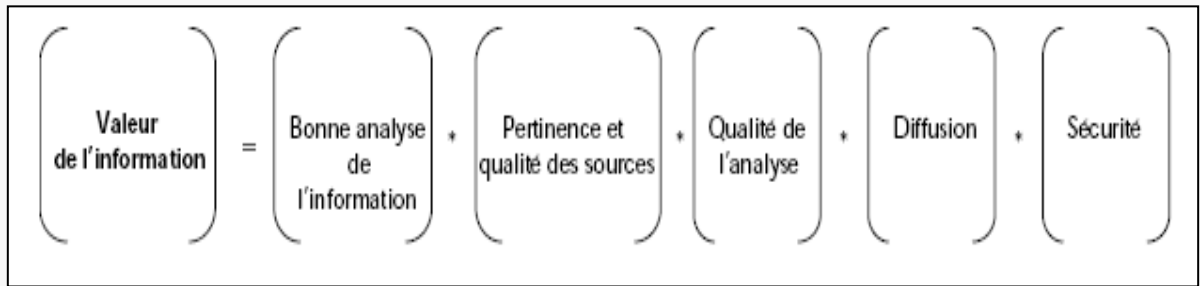 Valeur
de l'information
=
Bonne analyse
de
l'information
*
Pertinence et
qualité des sources
*
Qualité de
l'analyse
*
Diffusion
*
Sécurité